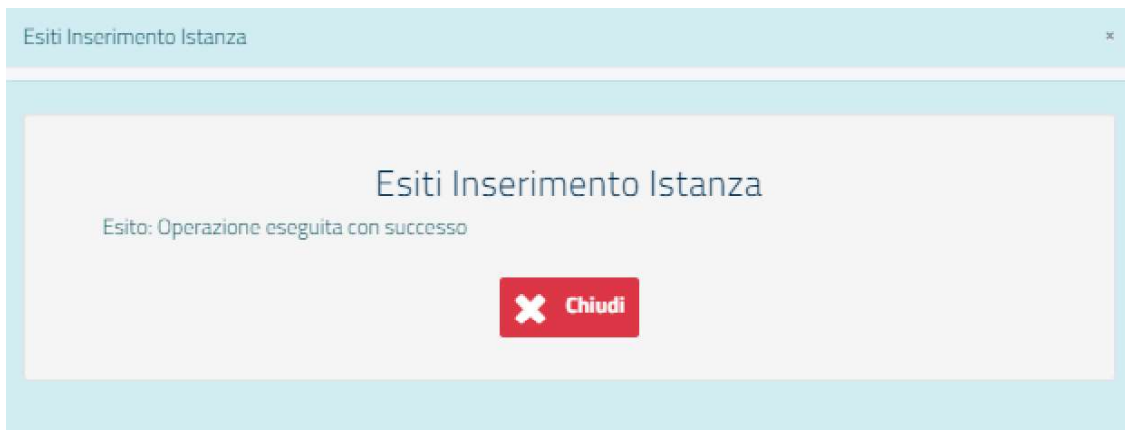 Esiti Inserimento Istanza
×
Esiti Inserimento Istanza
Esito: Operazione eseguita con successo
Chiudi